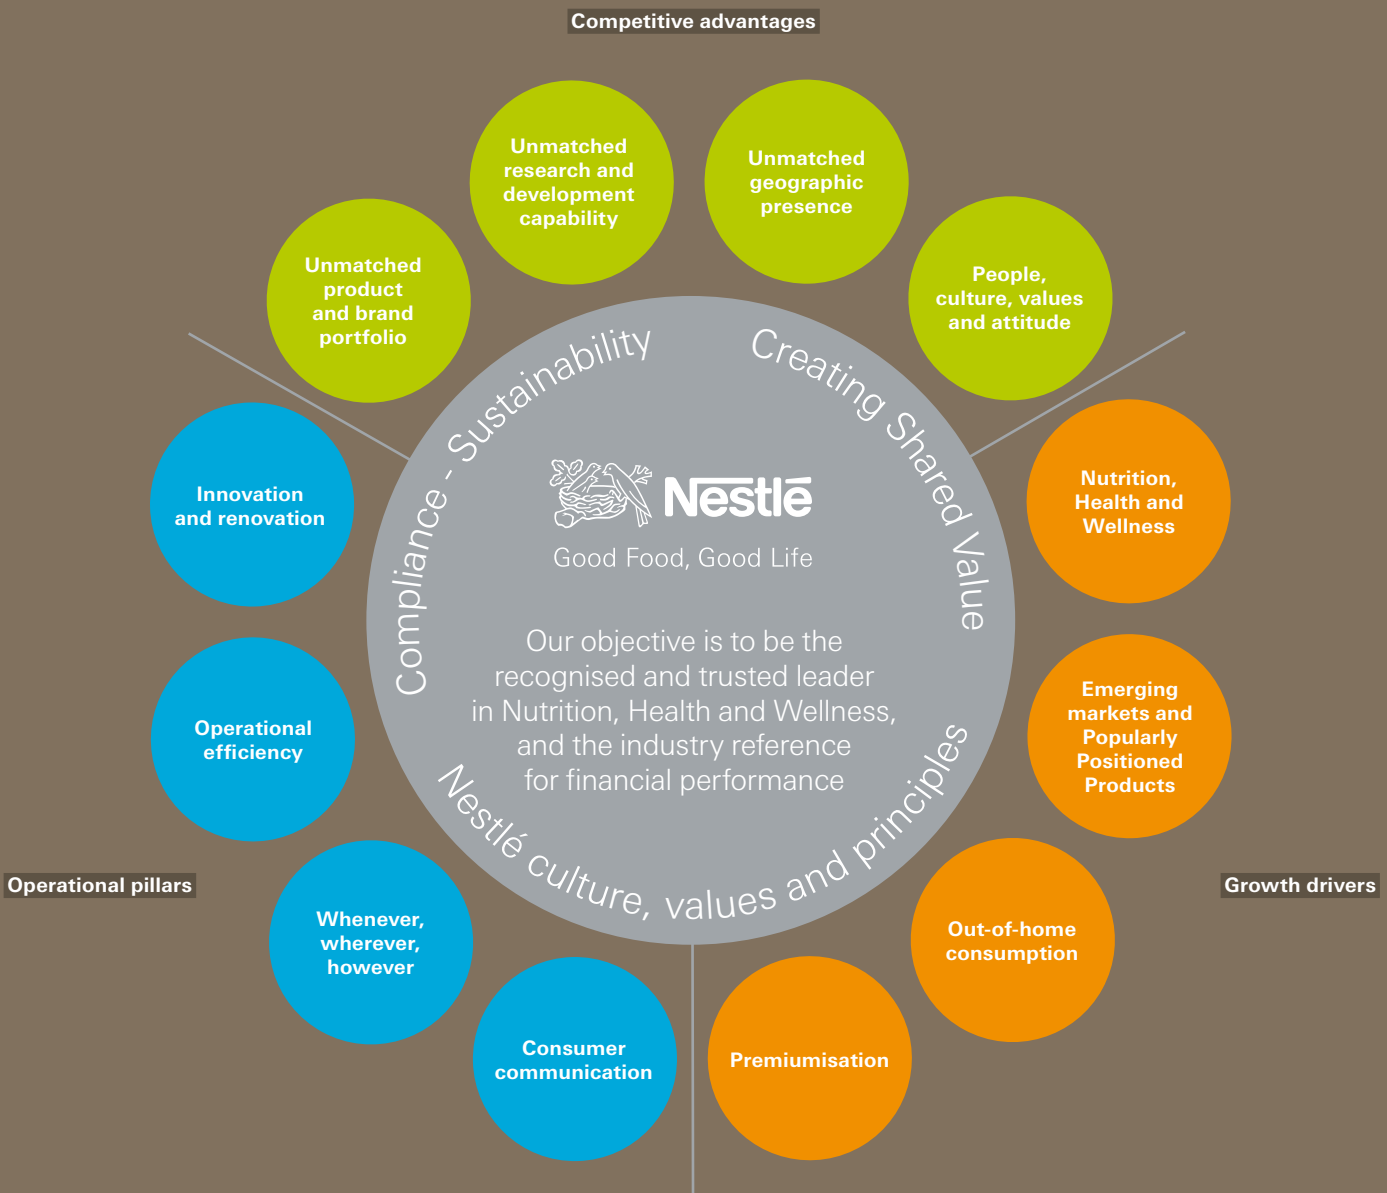 Competitive advantages
Unmatched
research and
development
capability
Unmatched
geographic
presence
Unmatched
product
and brand
portfolio
People,
culture, values
and attitude
Compliance - Sustainability
Creating Shared Value
Innovation
and renovation
Nutrition,
Health and
Wellness
Nestlé
Good Food, Good Life
Our objective is to be the
recognised and trusted leader
in Nutrition, Health and Wellness,
and the industry reference
for financial performance
Operational
efficiency
Emerging
markets and
Popularly
Positioned
Products
Nestlé culture, values and principles
Operational pillars
Growth drivers
Whenever,
wherever,
however
Out-of-home
consumption
Consumer
communication
Premiumisation